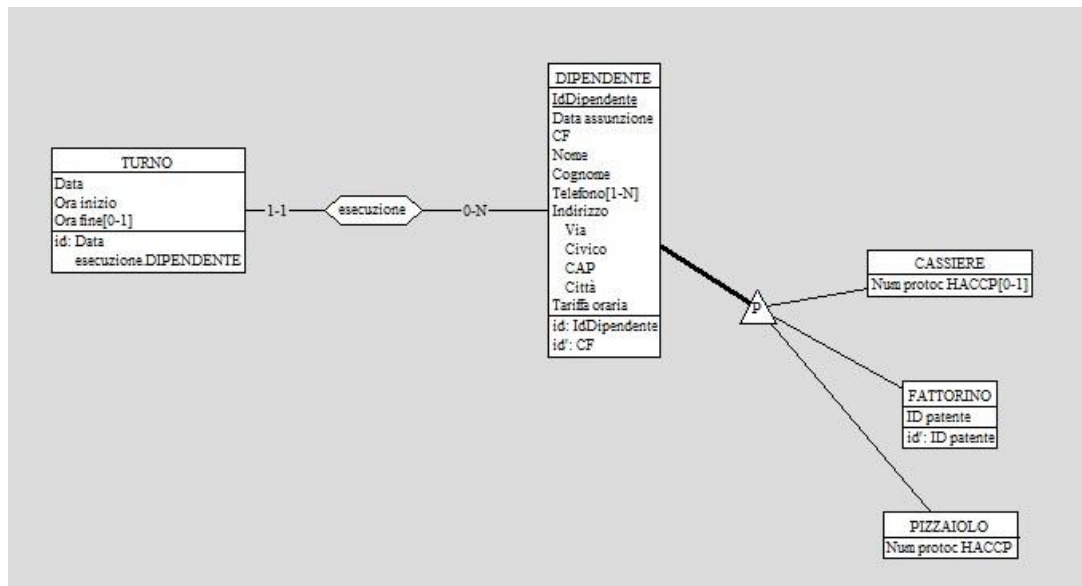 TURNO
Data
Ora inizio
Ora fine[0-1]
id: Data
esecuzione.DIPENDENTE
1-1
esecuzione
0-N
DIPENDENTE
IdDipendente
Data assunzione
CF
Nome
Cognome
Telefono[1-N]
Indirizzo
Via
Civico
CAP
Città
Tariffa oraria
id: IdDipendente
id': CF
P
CASSIERE
Num protoc HACCP[0-1]
FATTORINO
ID patente
id': ID patente
PIZZAIOLO
Num protoc HACCP